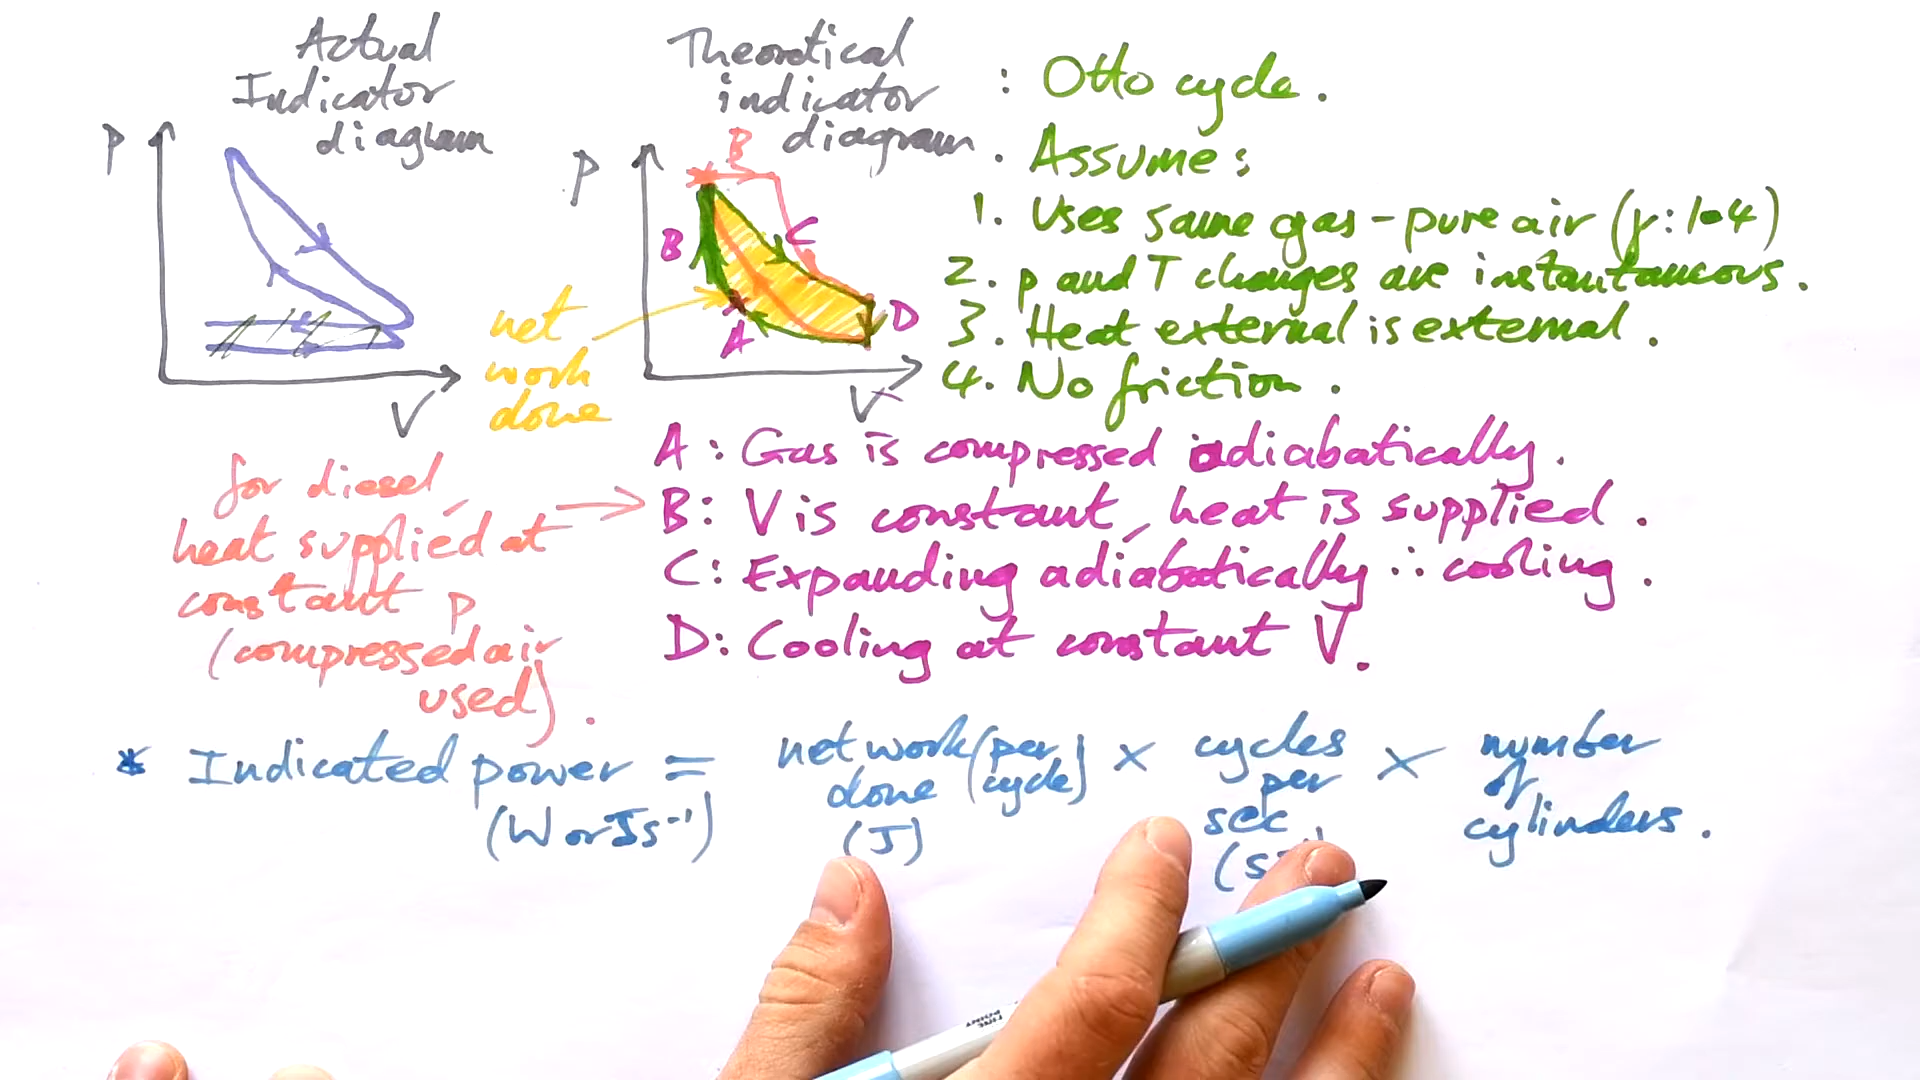 Actual
Indicator
diagram
p
V
Theoretical
indicator
diagram
p
V
B
B
C
A
D
net
work
done
: Otto cycle.
. Assume:
1. Uses same gas - pure air (γ: 1.4)
2. p and T changes are instantaneous.
3. Heat external is external.
4. No friction.
for diesel,
heat supplied at
constant p
(compressed air
used).
A: Gas is compressed adiabatically.
B: V is constant, heat is supplied.
C: Expanding adiabatically ∴ cooling.
D: Cooling at constant V.
* Indicated power = net work done (per cycle) × cycles per sec × number of cylinders.
(W or Js⁻¹) (J) (s⁻¹
FINE
POINT